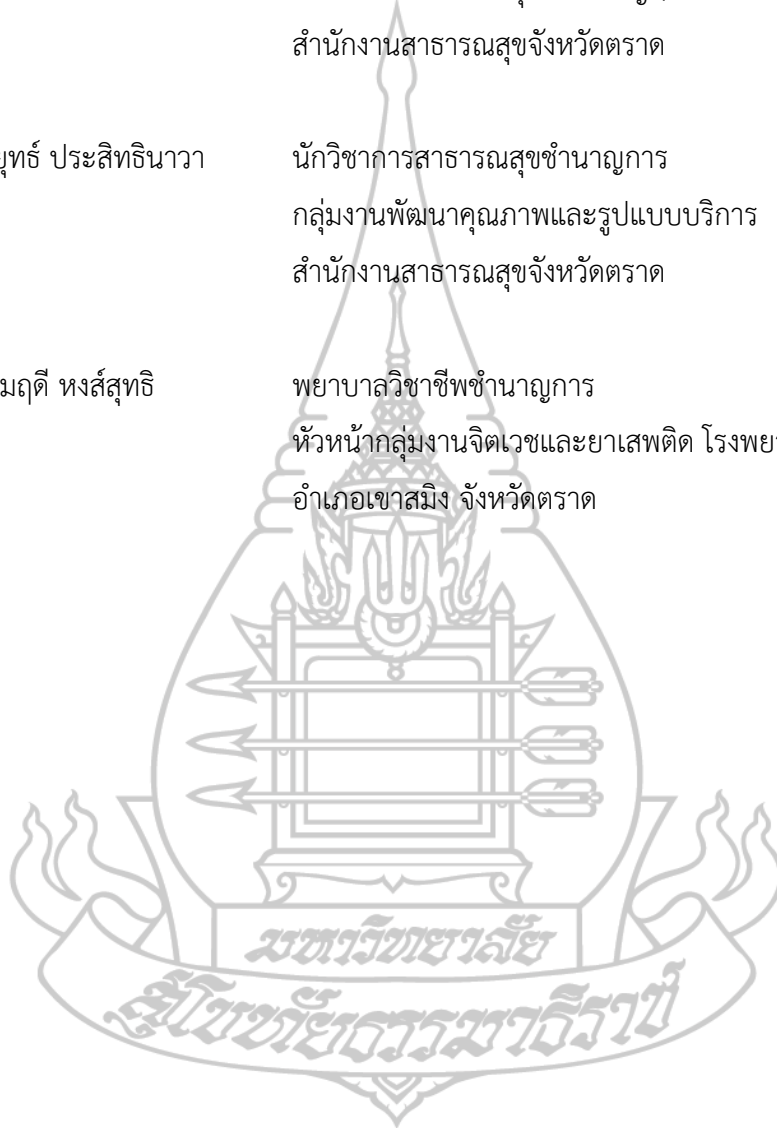 สำนักงานสาธารณสุขจังหวัดตราด
ยุทธ์ ประสิทธินาวา นักวิชาการสาธารณสุขชำนาญการ
กลุ่มงานพัฒนาคุณภาพและรูปแบบบริการ
สำนักงานสาธารณสุขจังหวัดตราด
มฤดี หงส์สุทธิ พยาบาลวิชาชีพชำนาญการ
หัวหน้ากลุ่มงานจิตเวชและยาเสพติด
อำเภอเขาสมิง จังหวัดตราด
มหาวิทยาลัย
สุโขทัยธรรมาธิราช